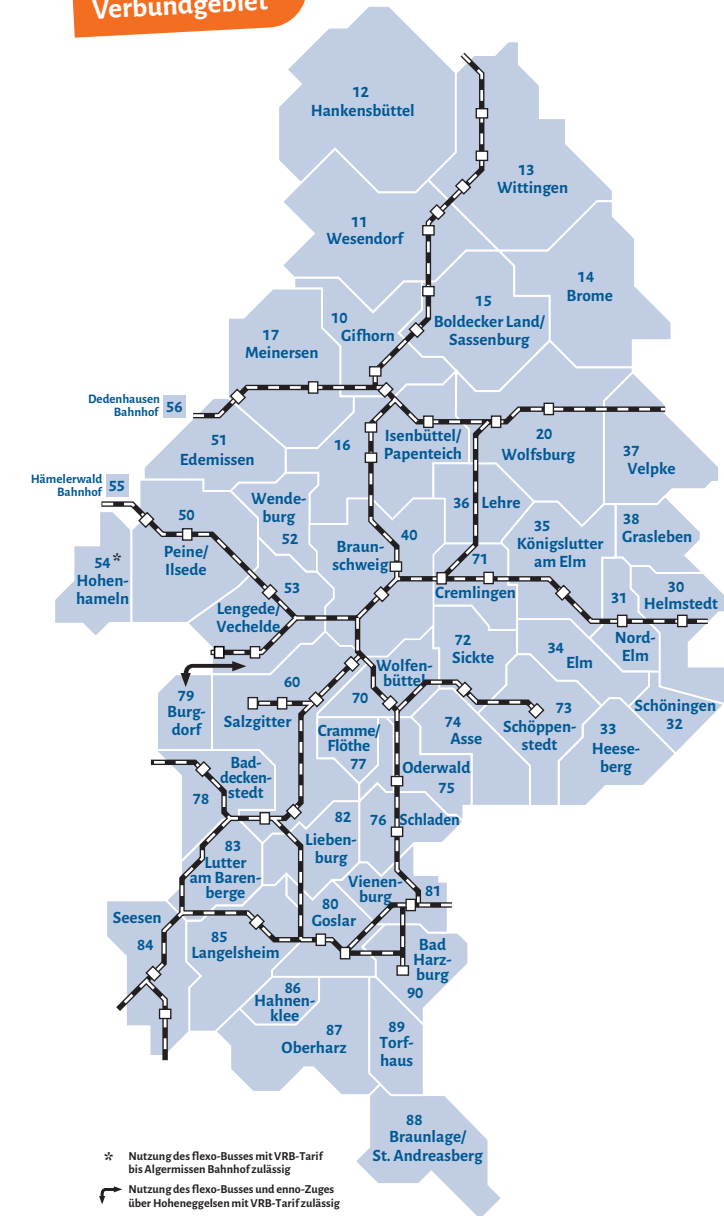 Verbundgebiet
12
Hankensbüttel
13
Wittingen
11
Wesendorf
14
Brome
15
Boldecker Land/
Sassenburg
10
Gifhorn
17
Meinersen
Dedenhausen
Bahnhof
56
51
Edemissen
16
Isenbüttel/
Papenteich
20
Wolfsburg
37
Velpke
Hämelerwald
Bahnhof
55
50
Peine/
Ilsede
Wende-
burg
52
36
Lehre
35
Königslutter
am Elm
38
Grasleben
40
Braun-
schweig
54*
Hohen-
hameln
53
Lengede/
Vechelde
71
Cremlingen
31
Nord-
Elm
30
Helmstedt
72
Sickte
34
Elm
79
Burg-
dorf
60
Salzgitter
Wolfen-
büttel
70
Cramme/
Flöthe
77
74
Asse
73
Schöppen-
stedt
33
Heese-
berg
Schöningen
32
Bad-
decken-
stedt
78
Oderwald
75
76
Schladen
82
Lieben-
burg
83
Lutter
am Baren-
berge
Vienen-
burg
81
80
Goslar
Seesen
84
85
Langelsheim
Bad
Harz-
burg
90
86
Hahnen-
klee
87
Oberharz
89
Torf-
haus
88
Braunlage/
St. Andreasberg
* Nutzung des flexo-Busses mit VRB-Tarif
bis Algermissen Bahnhof zulässig
Nutzung des flexo-Busses und enno-Zuges
über Hoheneggelsen mit VRB-Tarif zulässig